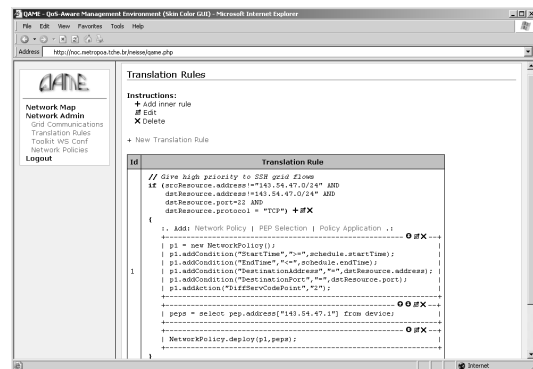 QAME - QoS-Aware Management Environment (Skin Color GUI) - Microsoft Internet Explorer
File Edit View Favorites Tools Help
Address http://noc.metropoa.tche.br/neisse/qame.php
QAME
Network Map
Network Admin
Grid Communications
Translation Rules
Toolkit WS Conf
Network Policies
Logout
Translation Rules
Instructions:
+ Add inner rule
Edit
X Delete
+ New Translation Rule
Id Translation Rule
1
// Give high priority to SSH grid flows
if (srcResource.address!="143.54.47.0/24" AND
dstResource.address!="143.54.47.0/24" AND
dstResource.port=22 AND
dstResource.protocol = "TCP") + X
{
:. Add: Network Policy | PEP Selection | Policy Application .:
+--------------------------------------------- X --+
| p1 = new NetworkPolicy(); |
| p1.addCondition("StartTime",">=",schedule.startTime); |
| p1.addCondition("EndTime","<=",schedule.endTime); |
| p1.addCondition("DestinationAddress","=",dstResource.address); |
| p1.addCondition("DestinationPort","=",dstResource.port); |
| p1.addAction("DiffServCodePoint","2"); |
+--------------------------------------------- X --+
| peps = select pep.address["143.54.47.1"] from device; |
+--------------------------------------------- X --+
| NetworkPolicy.deploy(p1,peps); |
+---------------------------------------------------+
}
Internet